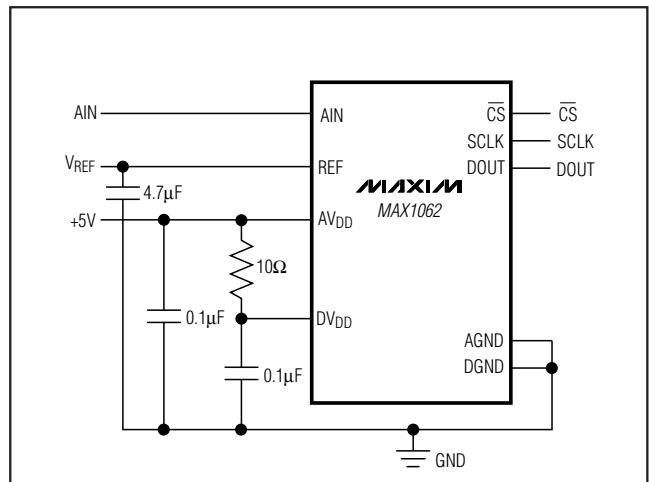 AIN
AIN
CS
CS
SCLK
SCLK
VREF
REF
DOUT
DOUT
4.7µF
MAXIM
MAX1062
+5V
AVDD
10Ω
0.1µF
DVDD
AGND
DGND
0.1µF
GND